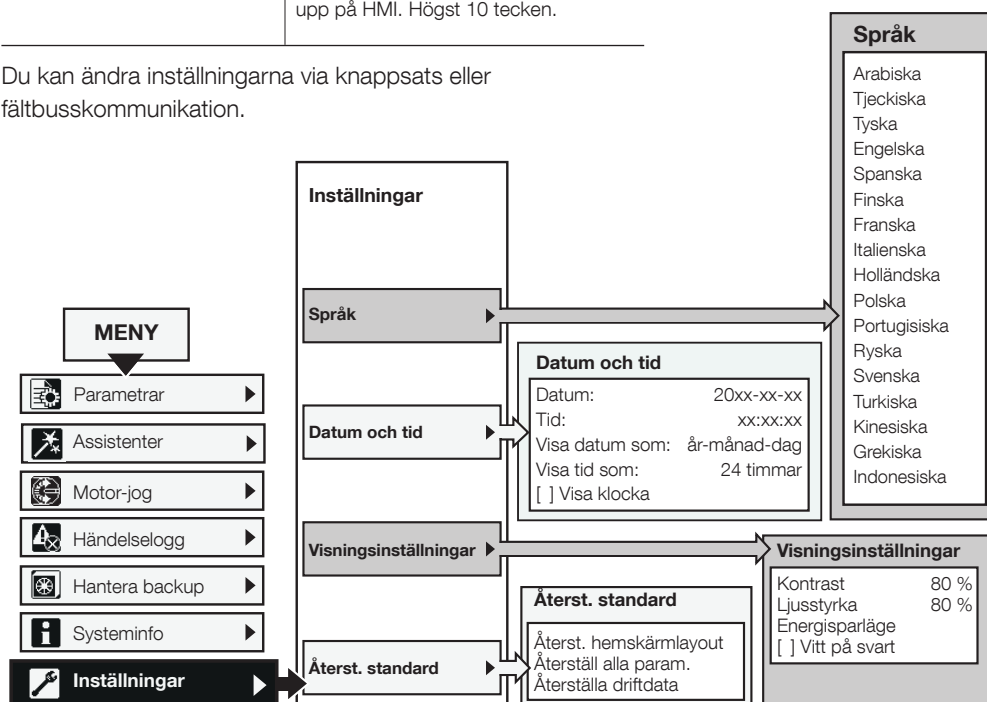 upp på HMI. Högst 10 tecken.
Du kan ändra inställningarna via knappsats eller
fältbusskommunikation.
MENY
Parametrar
Assistenter
Motor-jog
Händelselogg
Hantera backup
Systeminfo
Inställningar
Inställningar
Språk
Datum och tid
Visningsinställningar
Återst. standard
Språk
Arabiska
Tjeckiska
Tyska
Engelska
Spanska
Finska
Franska
Italienska
Holländska
Polska
Portugisiska
Ryska
Svenska
Turkiska
Kinesiska
Grekiska
Indonesiska
Datum och tid
Datum: 20xx-xx-xx
Tid: xx:xx:xx
Visa datum som: år-månad-dag
Visa tid som: 24 timmar
[ ] Visa klocka
Visningsinställningar
Kontrast 80 %
Ljusstyrka 80 %
Energisparläge
[ ] Vitt på svart
Återst. standard
Återst. hemskärmlayout
Återställ alla param.
Återställa driftdata